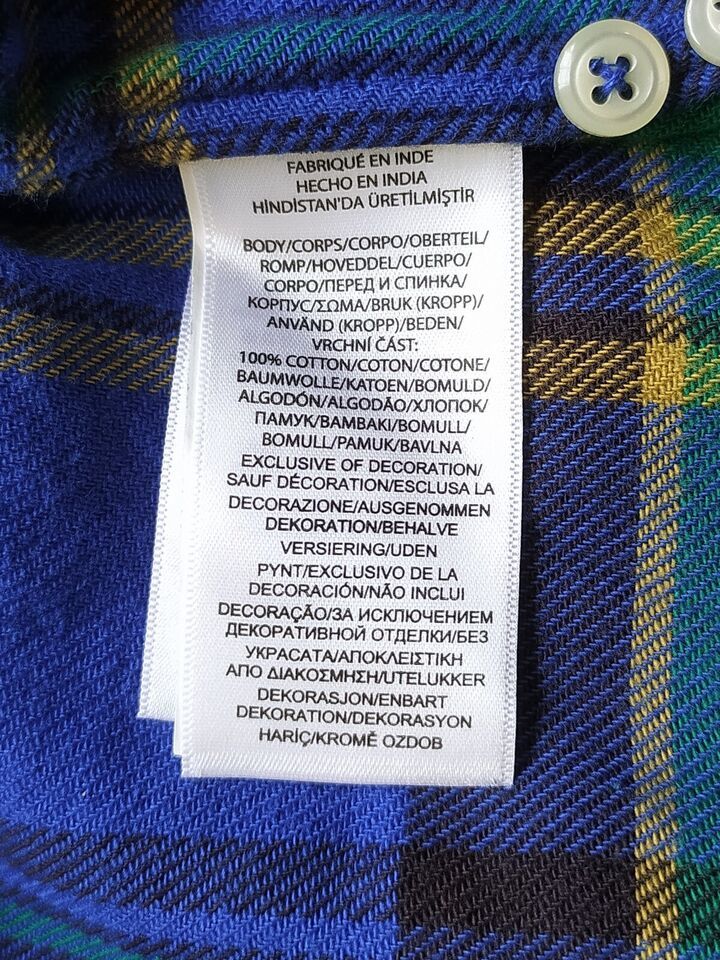 FABRIQUÉ EN INDE
HECHO EN INDIA
HİNDİSTAN'DA ÜRETİLMİŞTİR
BODY/CORPS/CORPO/OBERTEIL/
ROMP/HOVEDDEL/CUERPO/
CORPO/ПЕРЕД И СПИНКА/
КОРПУС/ΣΩΜΑ/BRUK (KROPP)/
ANVÄND (KROPP)/BEDEN/
VRCHNÍ ČÁST:
100% COTTON/COTON/COTONE/
BAUMWOLLE/KATOEN/BOMULD/
ALGODÓN/ALGODÃO/ХЛОПОК/
ПАМУК/BAMBAKI/BOMULL/
BOMULL/PAMUK/BAVLNA
EXCLUSIVE OF DECORATION/
SAUF DÉCORATION/ESCLUSA LA
DECORAZIONE/AUSGENOMMEN
DEKORATION/BEHALVE
VERSIERING/UDEN
PYNT/EXCLUSIVO DE LA
DECORACIÓN/NÃO INCLUI
DECORAÇÃO/ЗА ИСКЛЮЧЕНИЕМ
ДЕКОРАТИВНОЙ ОТДЕЛКИ/БЕЗ
УКРАСАТА/ΑΠΟΚΛΕΙΣΤΙΚΗ
ΑΠΟ ΔΙΑΚΟΣΜΗΣΗ/UTELUKKER
DEKORASJON/ENBART
DEKORATION/DEKORASYON
HARİÇ/KROMĚ OZDOB